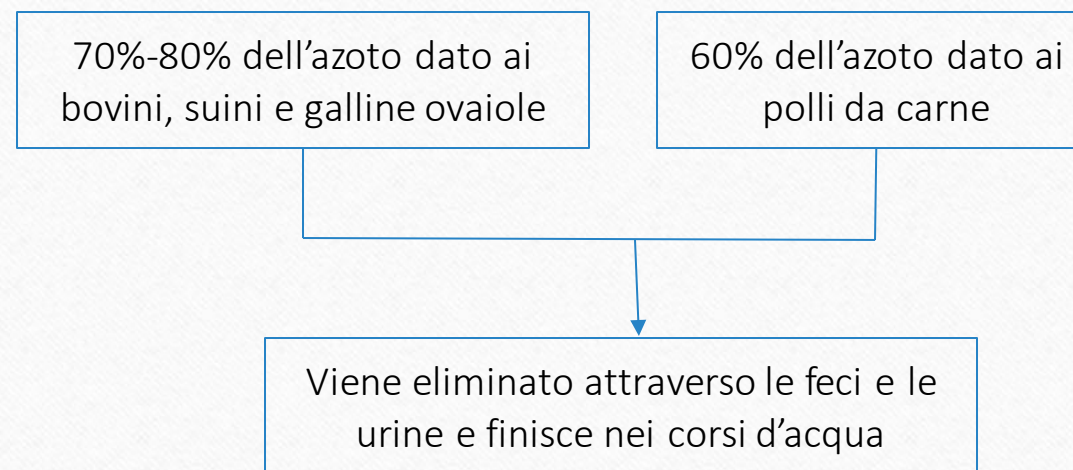 70%-80% dell’azoto dato ai
bovini, suini e galline ovaiole
60% dell’azoto dato ai
polli da carne
Viene eliminato attraverso le feci e le
urine e finisce nei corsi d’acqua